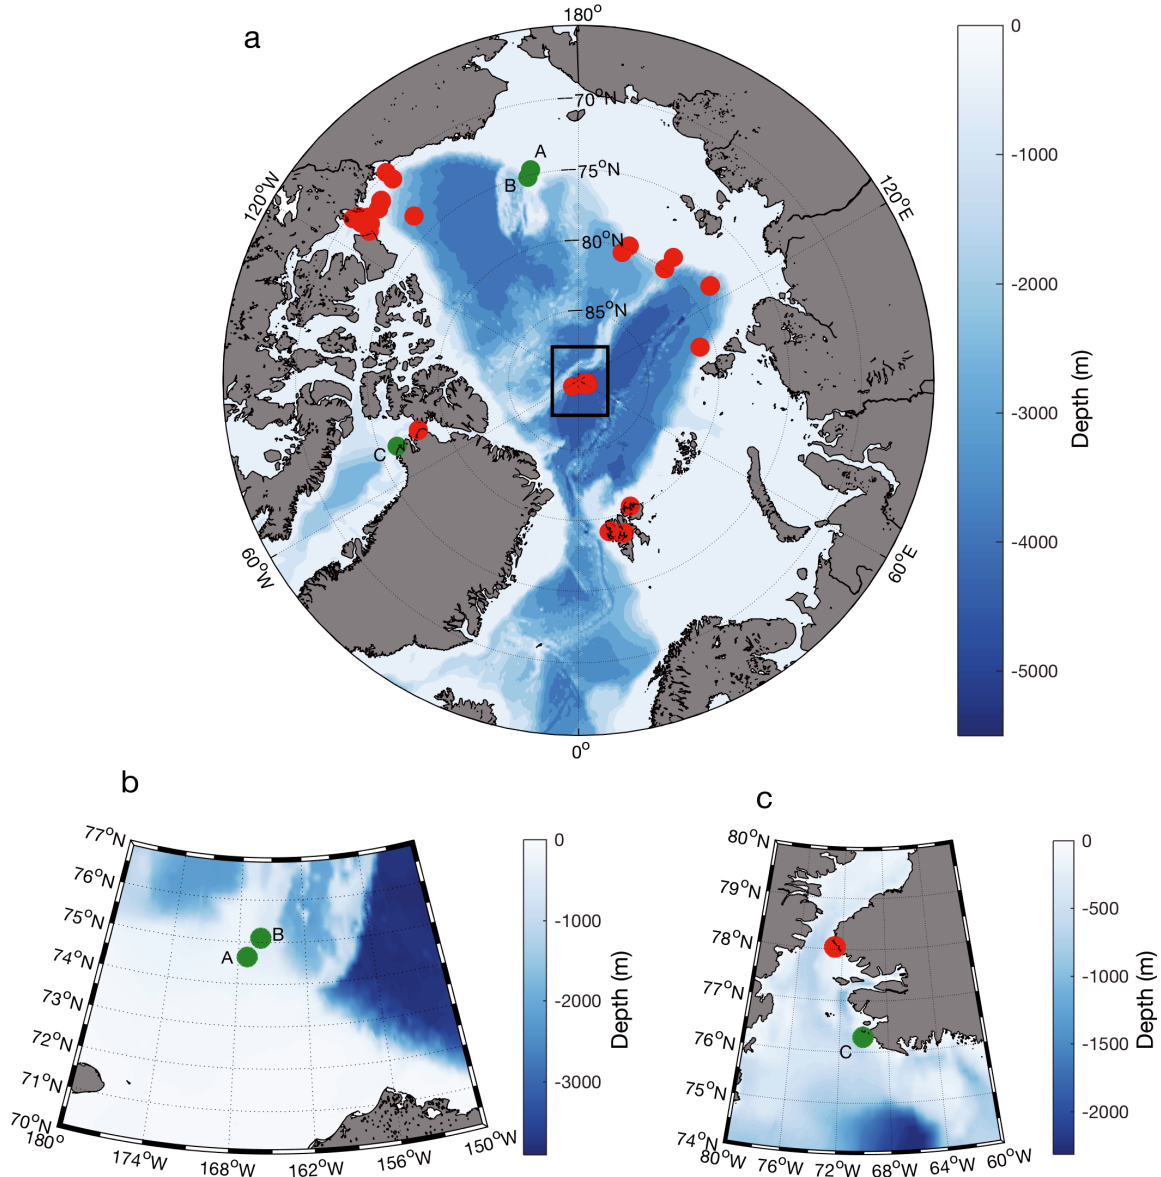 a
180°
70°N
75°N
80°N
85°N
120°W
120°E
60°W
60°E
0°
A
B
C
0
-1000
-2000
-3000
-4000
-5000
Depth (m)
b
77°N
76°N
75°N
74°N
73°N
72°N
71°N
70°N
180°
174°W
168°W
162°W
156°W
150°W
B
A
0
-1000
-2000
-3000
Depth (m)
c
80°N
79°N
78°N
77°N
76°N
75°N
74°N
80°W
76°W
72°W
68°W
64°W
60°W
C
0
-500
-1000
-1500
-2000
Depth (m)